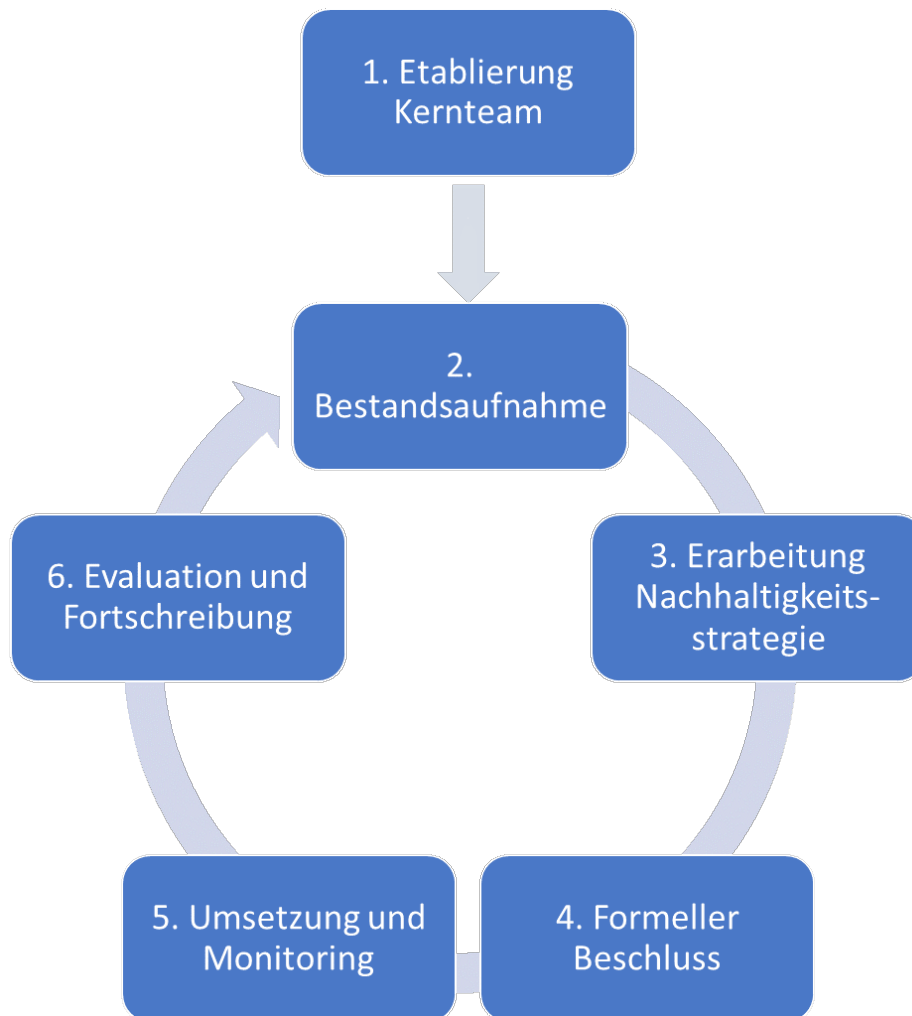 1. Etablierung
Kernteam
2.
Bestandsaufnahme
3. Erarbeitung
Nachhaltigkeits-
strategie
4. Formeller
Beschluss
5. Umsetzung und
Monitoring
6. Evaluation und
Fortschreibung